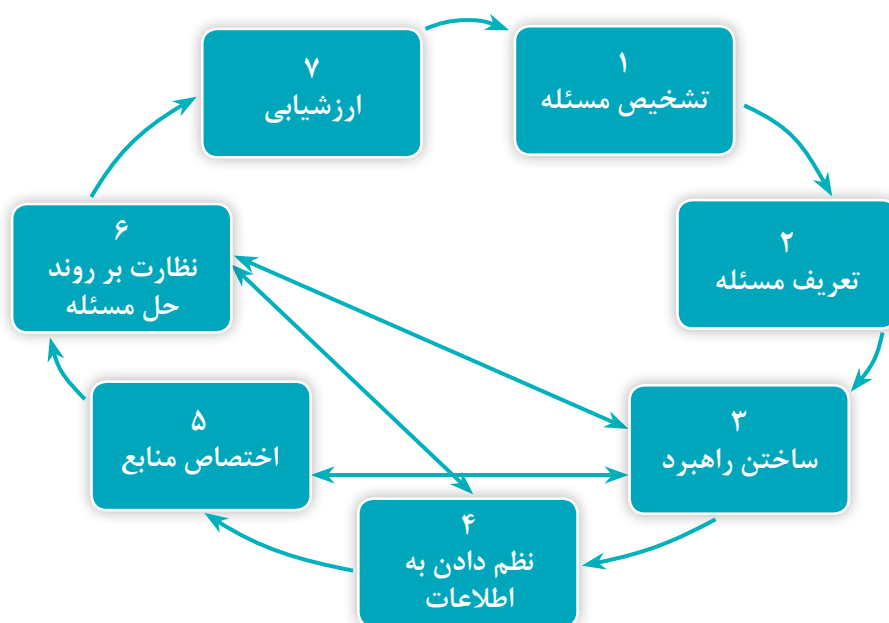 ۱
تشخیص مسئله
۲
تعریف مسئله
۳
ساختن راهبرد
۴
نظم دادن به
اطلاعات
۵
اختصاص منابع
۶
نظارت بر روند
حل مسئله
۷
ارزشیابی